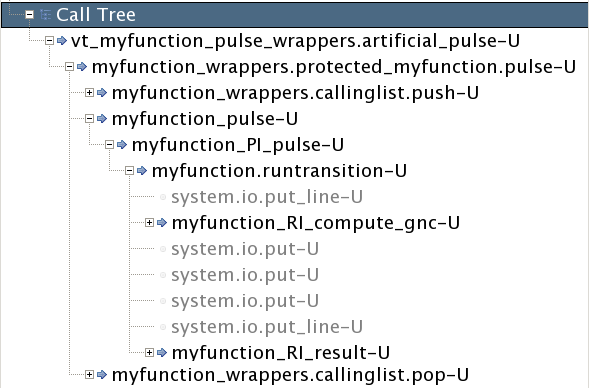 Call Tree
vt_myfunction_pulse_wrappers.artificial_pulse-U
myfunction_wrappers.protected_myfunction.pulse-U
myfunction_wrappers.callinglist.push-U
myfunction_pulse-U
myfunction_PI_pulse-U
myfunction.runtransition-U
system.io.put_line-U
myfunction_RI_compute_gnc-U
system.io.put-U
system.io.put-U
system.io.put-U
system.io.put_line-U
myfunction_RI_result-U
myfunction_wrappers.callinglist.pop-U